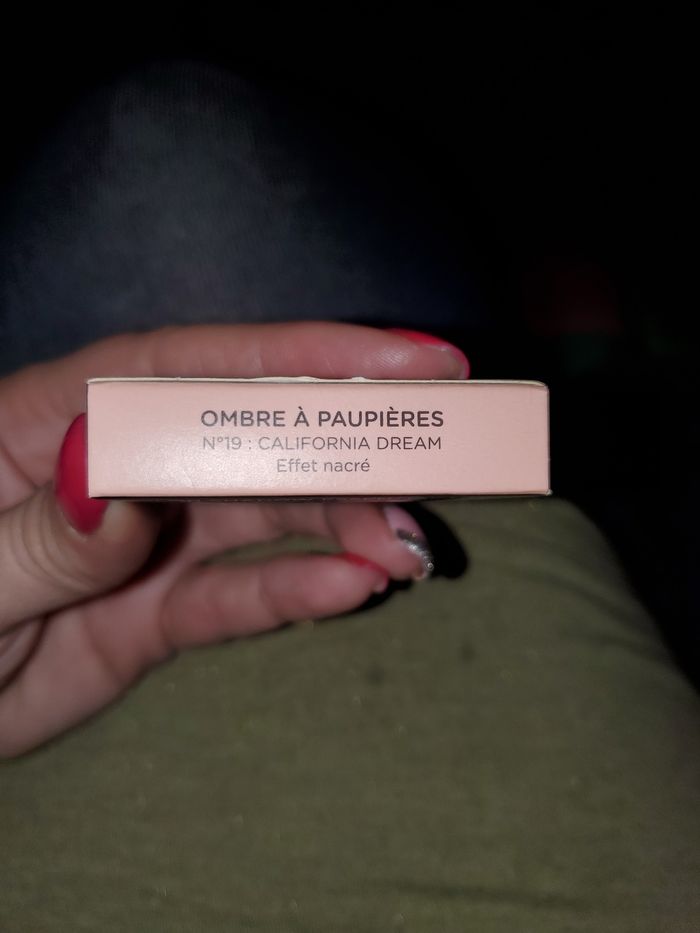 OMBRE À PAUPIÈRES
N°19 : CALIFORNIA DREAM
Effet nacré